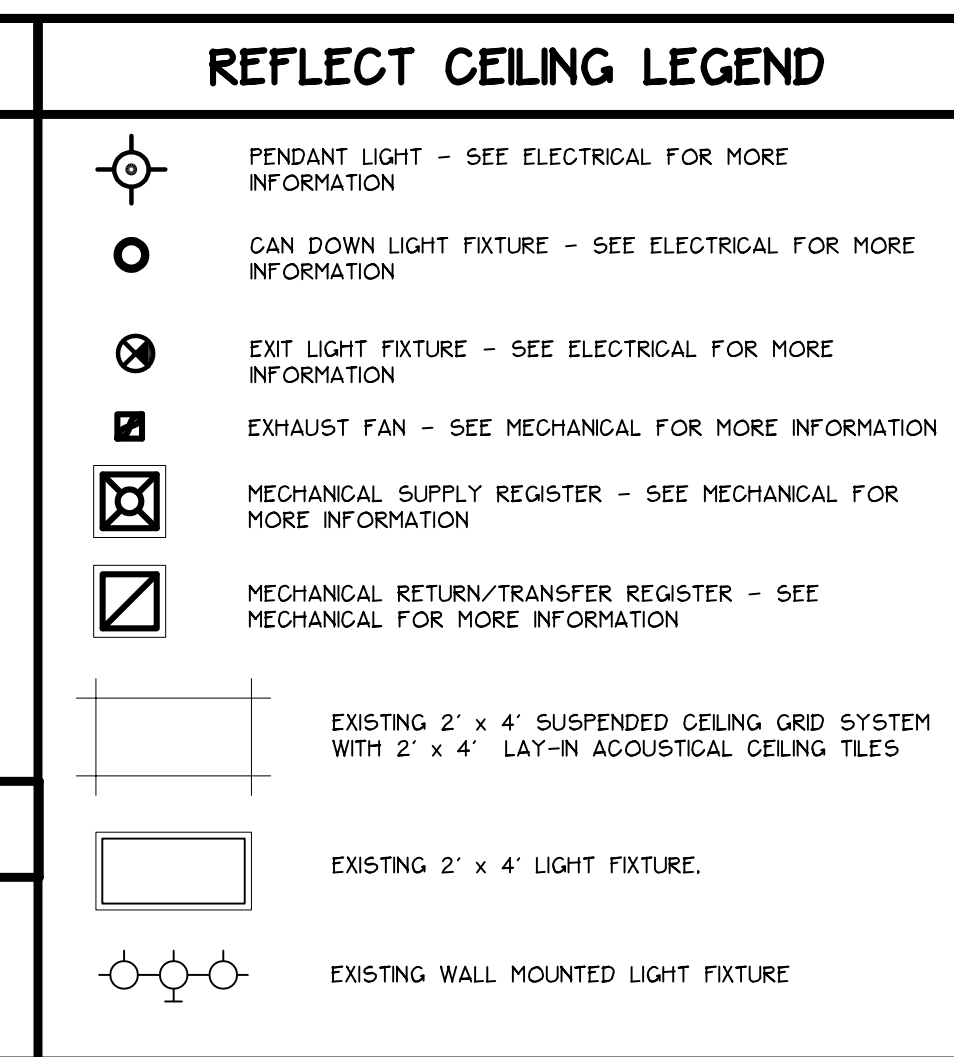 REFLECT CEILING LEGEND
PENDANT LIGHT - SEE ELECTRICAL FOR MORE
INFORMATION
CAN DOWN LIGHT FIXTURE - SEE ELECTRICAL FOR MORE
INFORMATION
EXIT LIGHT FIXTURE - SEE ELECTRICAL FOR MORE
INFORMATION
EXHAUST FAN - SEE MECHANICAL FOR MORE INFORMATION
MECHANICAL SUPPLY REGISTER - SEE MECHANICAL FOR
MORE INFORMATION
MECHANICAL RETURN/TRANSFER REGISTER - SEE
MECHANICAL FOR MORE INFORMATION
EXISTING 2' x 4' SUSPENDED CEILING GRID SYSTEM
WITH 2' x 4' LAY-IN ACOUSTICAL CEILING TILES
EXISTING 2' x 4' LIGHT FIXTURE.
EXISTING WALL MOUNTED LIGHT FIXTURE